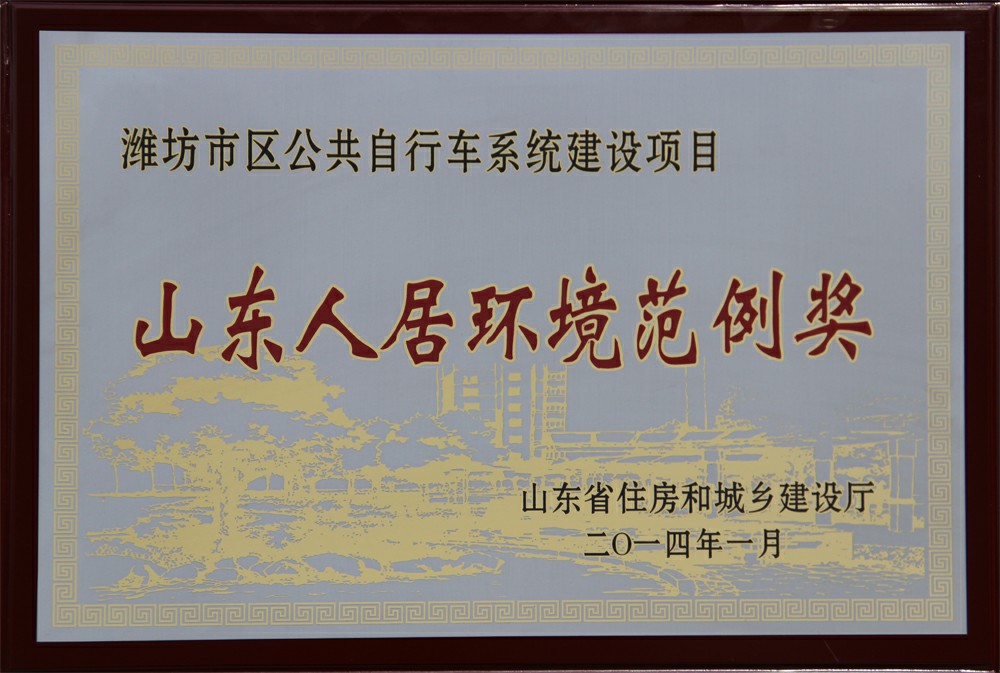 潍坊市区公共自行车系统建设项目
山东人居环境范例奖
山东省住房和城乡建设厅
二〇一四年一月